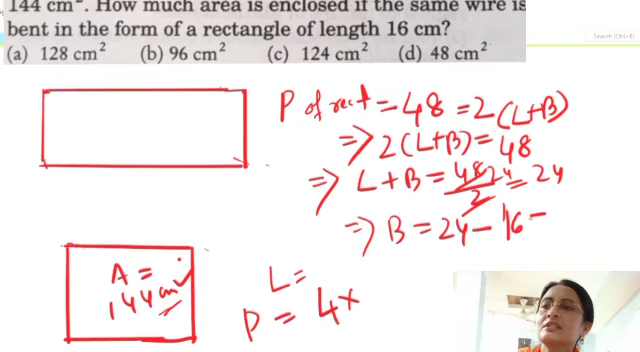 144 cm². How much area is enclosed if the same wire is
bent in the form of a rectangle of length 16 cm?
(a) 128 cm² (b) 96 cm² (c) 124 cm² (d) 48 cm²
Search (Ctrl+E)
P of rect = 48 = 2(L+B)
=> 2(L+B) = 48
=> L+B = 48/2 24 = 24
=> B = 24 - 16 =
A =
144 cm²
L =
P = 4×